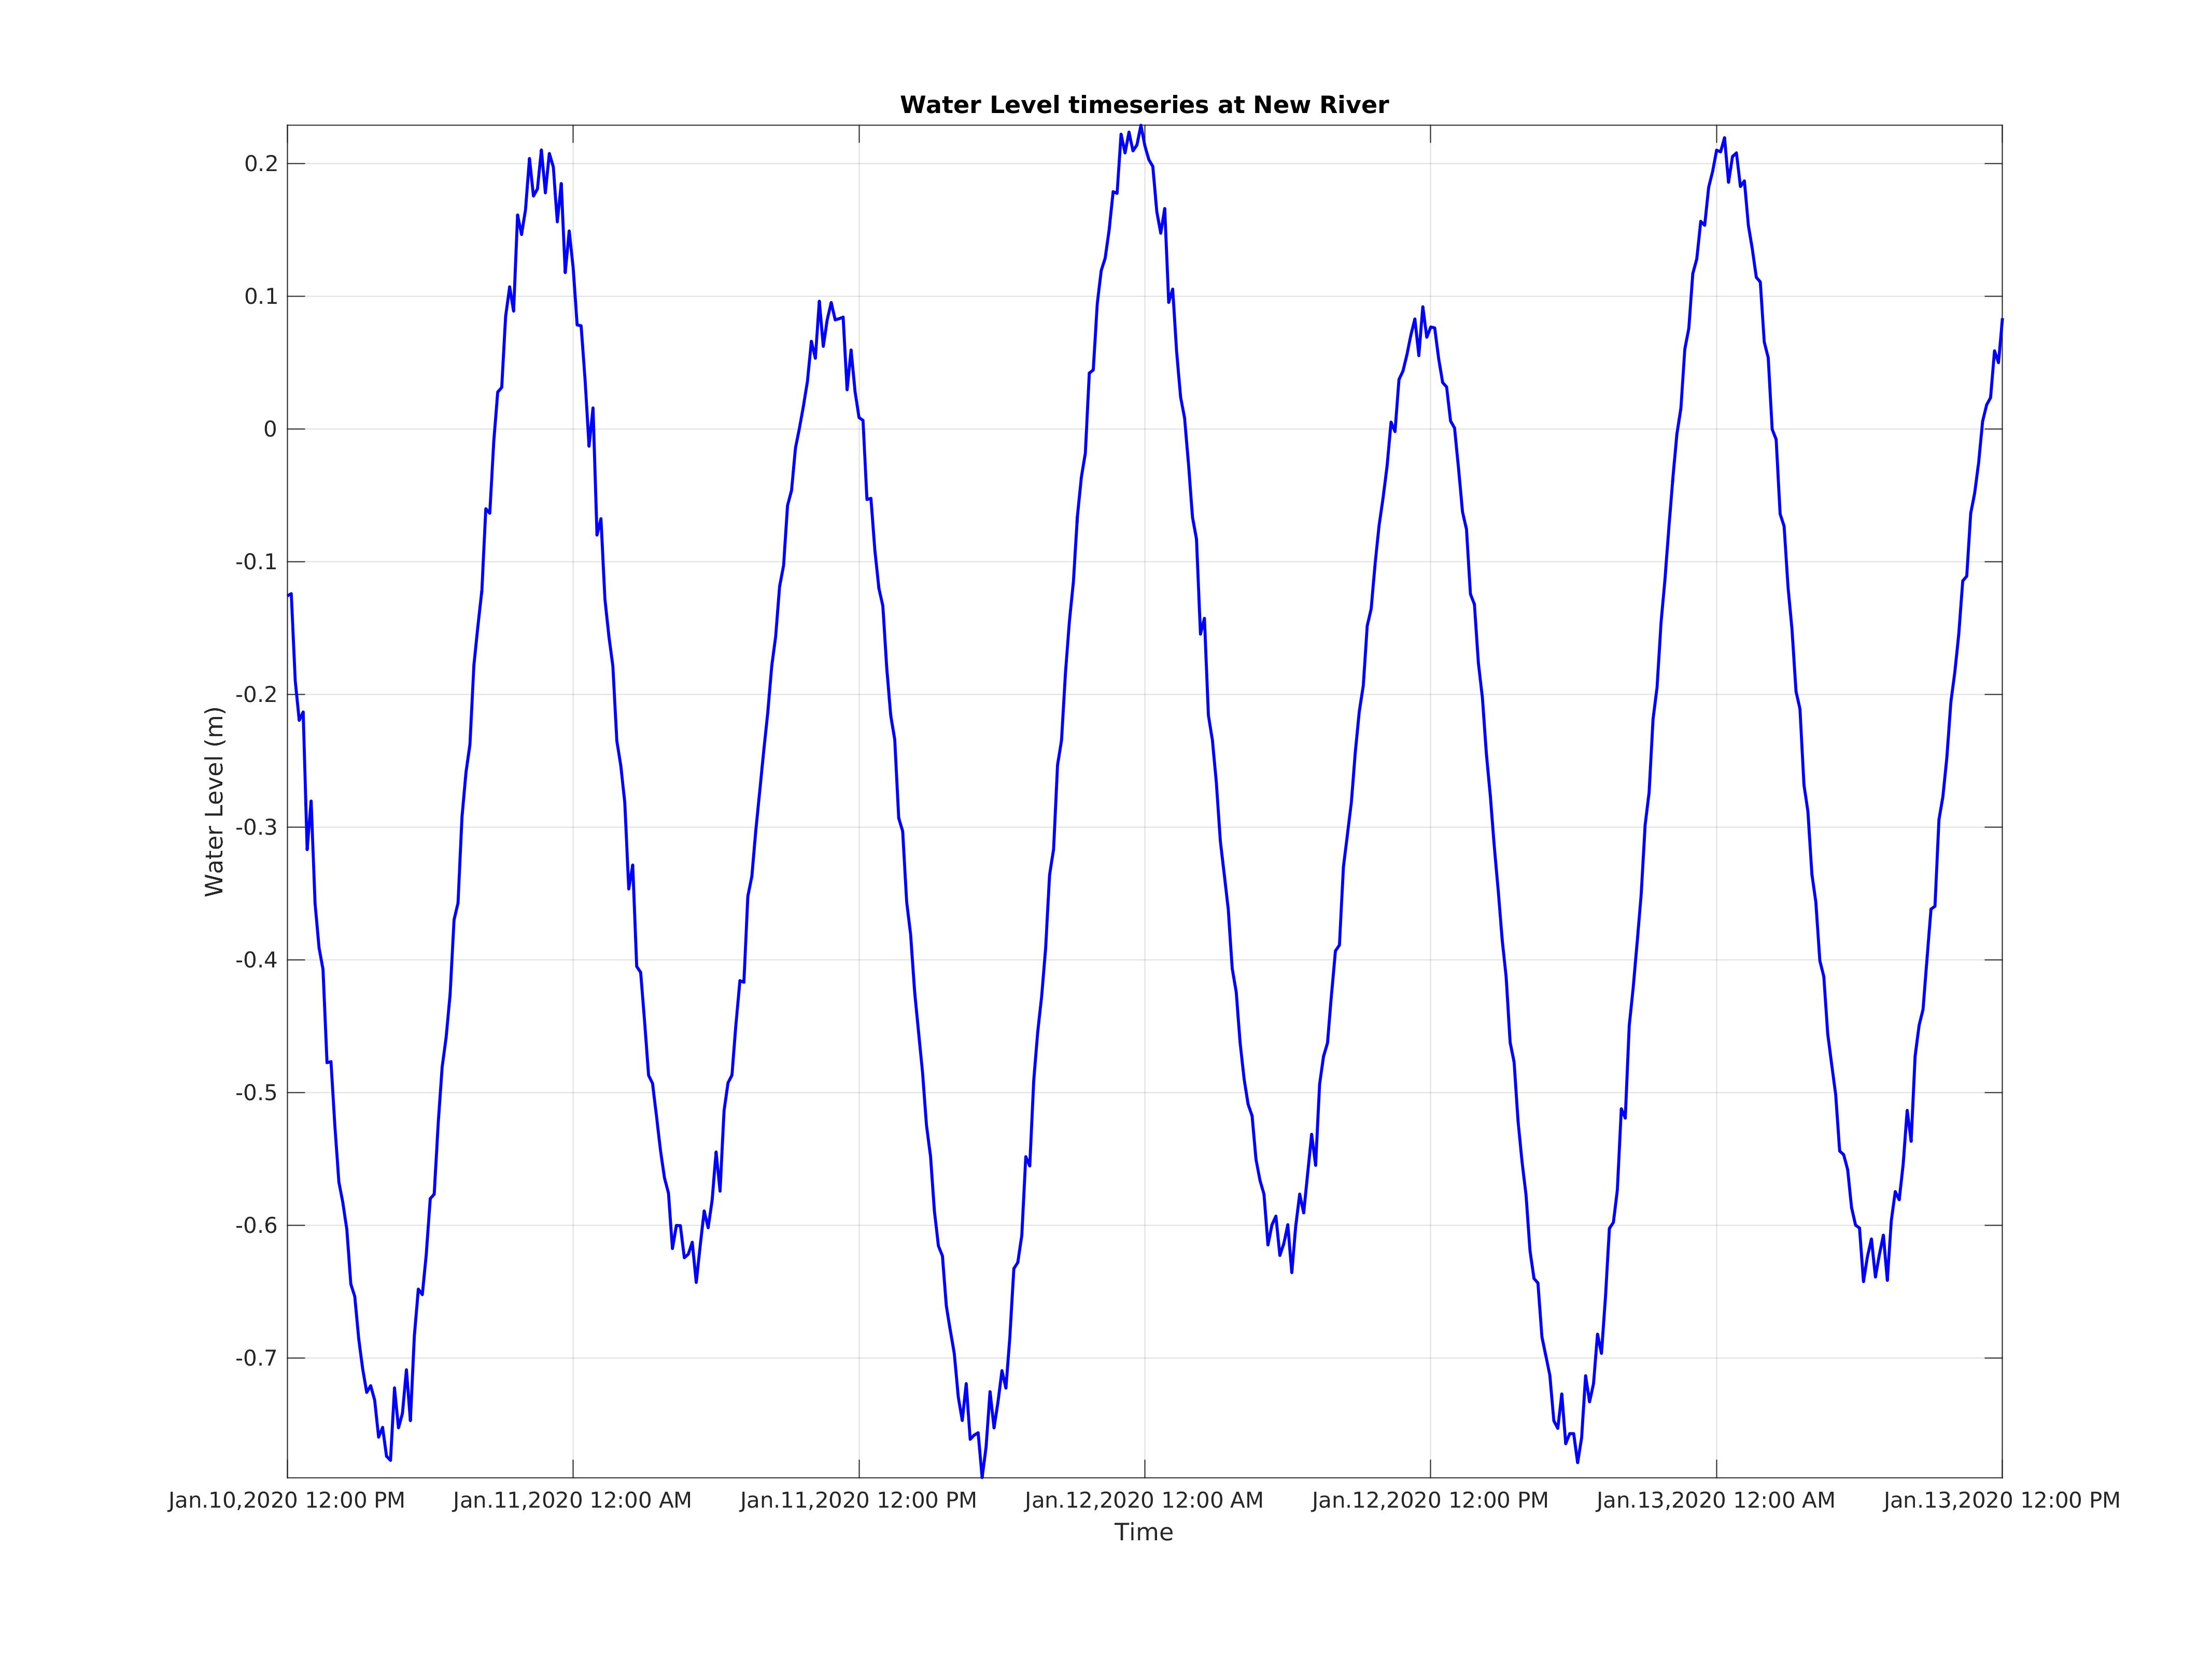 Water Level timeseries at New River
0.2
0.1
0
-0.1
-0.2
-0.3
-0.4
-0.5
-0.6
-0.7
Water Level (m)
Jan.10,2020 12:00 PM Jan.11,2020 12:00 AM Jan.11,2020 12:00 PM Jan.12,2020 12:00 AM Jan.12,2020 12:00 PM Jan.13,2020 12:00 AM Jan.13,2020 12:00 PM
Time